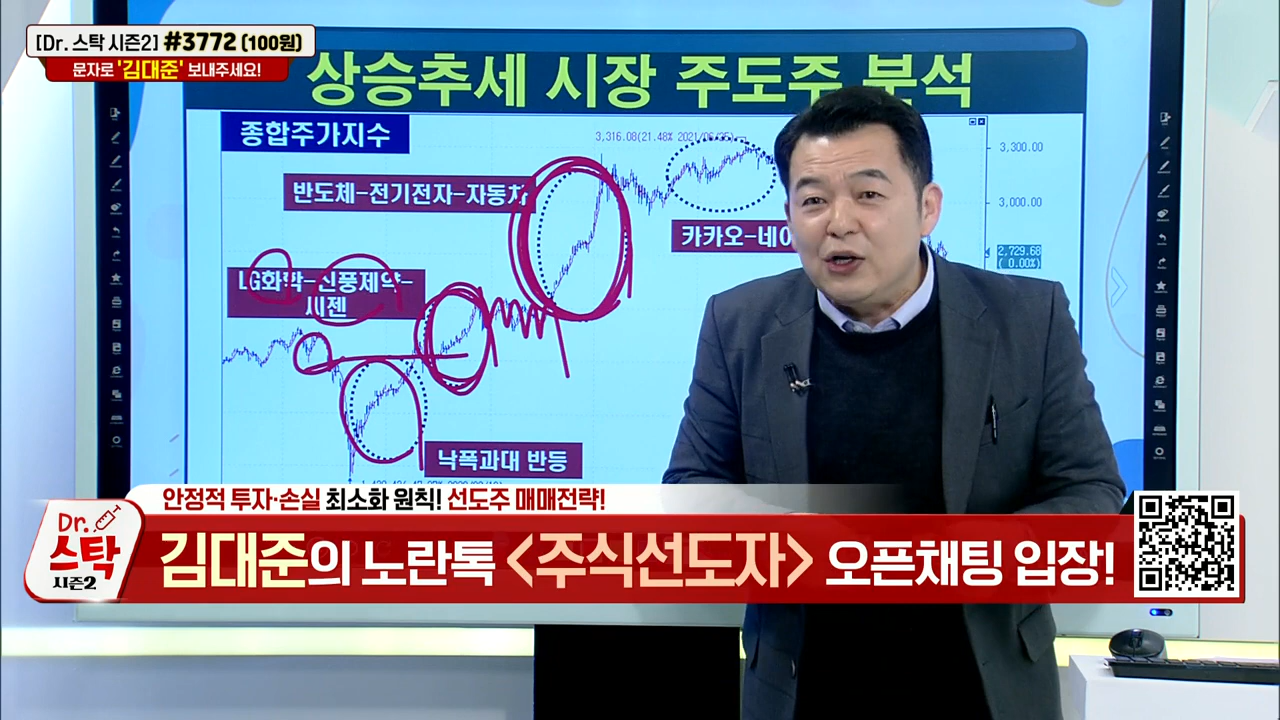 [Dr. 스탁 시즌2] #3772 (100원)
문자로 '김대준' 보내주세요!
상승추세 시장 주도주 분석
종합주가지수
3,316.08(21.48% 2021/06/25)
3,300.00
반도체-전기전자-자동차
3,000.00
카카오-네이
2,729.68
( 0.00%)
LG화학-신풍제약-
씨젠
낙폭과대 반등
안정적 투자·손실 최소화 원칙! 선도주 매매전략!
Dr.
스탁
시즌2
김대준의 노란톡 <주식선도자> 오픈채팅 입장!